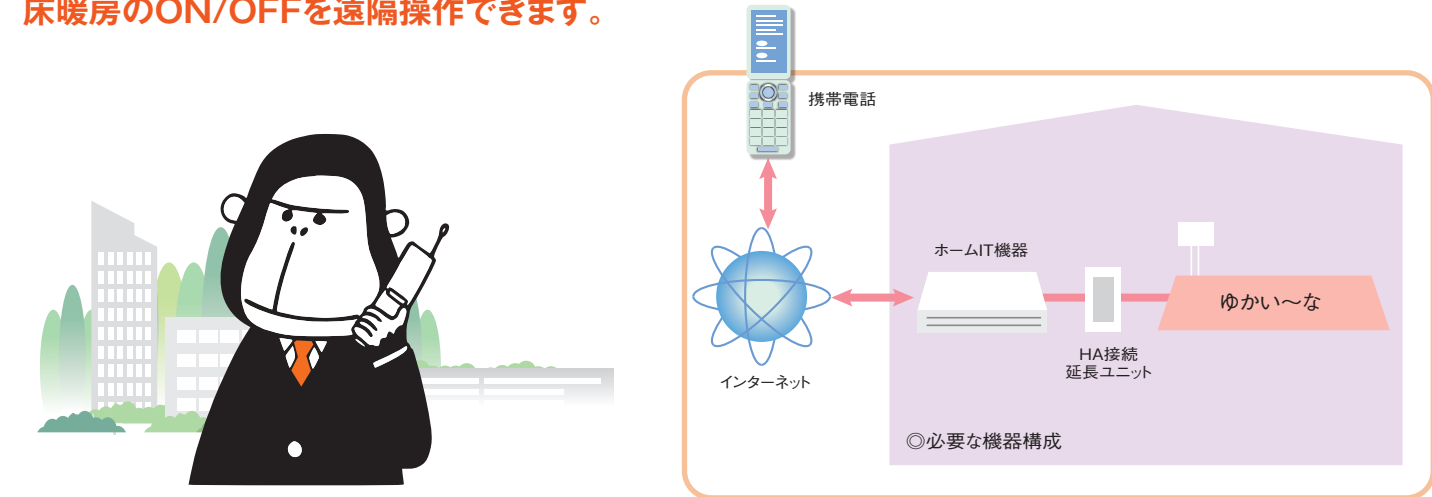 床暖房のON/OFFを遠隔操作できます。
携帯電話
ホームIT機器
ゆかい〜な
HA接続
延長ユニット
インターネット
◎必要な機器構成